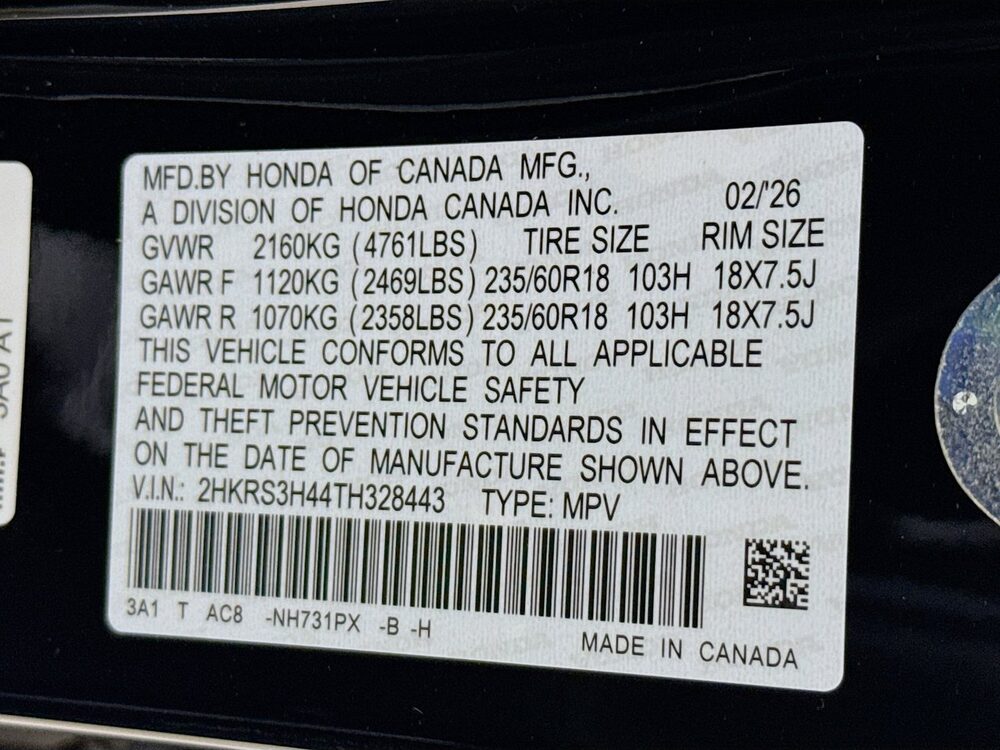 MFD.BY HONDA OF CANADA MFG.,
A DIVISION OF HONDA CANADA INC. 02/'26
GVWR 2160KG (4761LBS) TIRE SIZE RIM SIZE
GAWR F 1120KG (2469LBS) 235/60R18 103H 18X7.5J
GAWR R 1070KG (2358LBS) 235/60R18 103H 18X7.5J
THIS VEHICLE CONFORMS TO ALL APPLICABLE
FEDERAL MOTOR VEHICLE SAFETY
AND THEFT PREVENTION STANDARDS IN EFFECT
ON THE DATE OF MANUFACTURE SHOWN ABOVE.
V.I.N.: 2HKRS3H44TH328443 TYPE: MPV
3A1 T AC8 -NH731PX -B -H
MADE IN CANADA